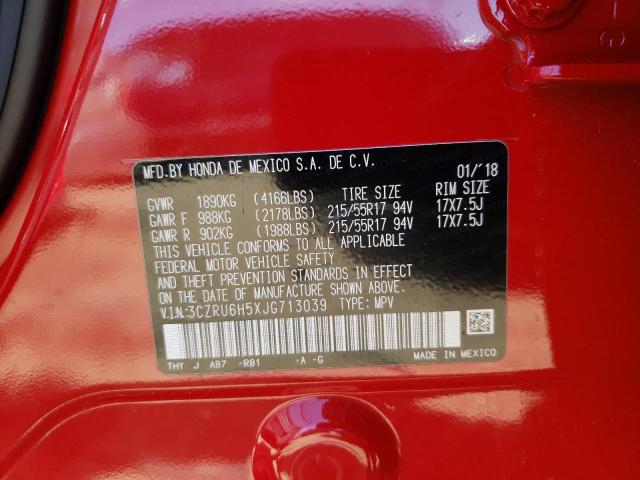 MFD.BY HONDA DE MEXICO S.A. DE C.V. 01/'18
GVWR 1890KG (4166LBS) TIRE SIZE RIM SIZE
GAWR F 988KG (2178LBS) 215/55R17 94V 17X7.5J
GAWR R 902KG (1988LBS) 215/55R17 94V 17X7.5J
THIS VEHICLE CONFORMS TO ALL APPLICABLE
FEDERAL MOTOR VEHICLE SAFETY
AND THEFT PREVENTION STANDARDS IN EFFECT
ON THE DATE OF MANUFACTURE SHOWN ABOVE.
V.I.N:3CZRU6H5XJG713039 TYPE: MPV
THY J AB7 -R81 -A -G MADE IN MEXICO